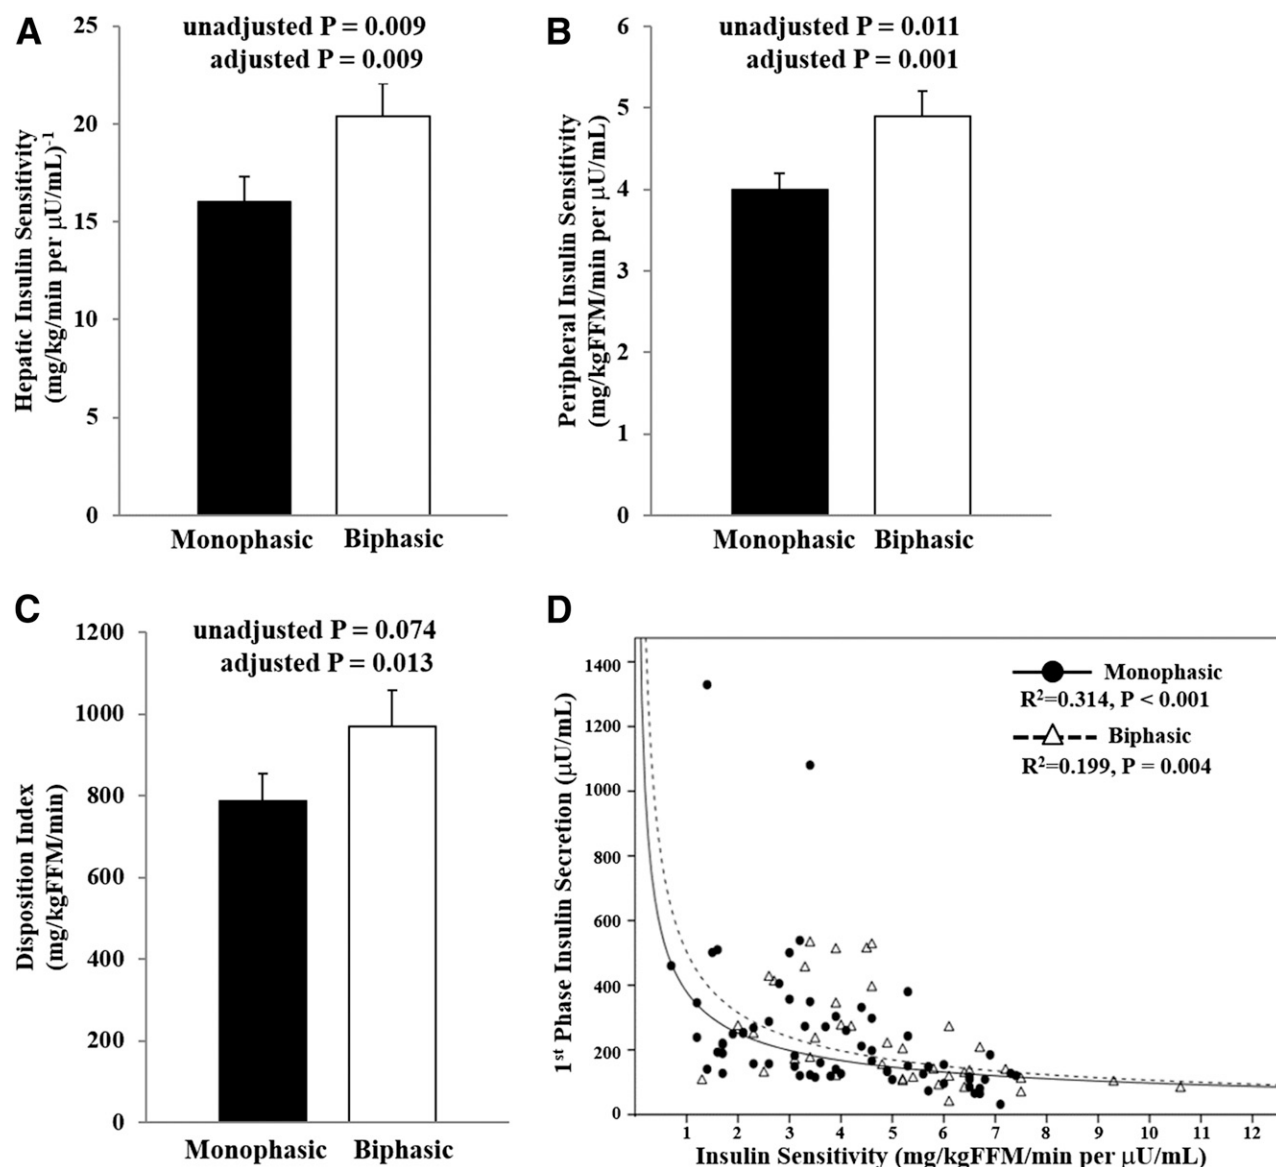 A
unadjusted P = 0.009
adjusted P = 0.009
Hepatic Insulin Sensitivity
(mg/kg/min per µU/mL)-1
25
20
15
10
5
0
Monophasic Biphasic
B
unadjusted P = 0.011
adjusted P = 0.001
Peripheral Insulin Sensitivity
(mg/kgFFM/min per µU/mL)
6
5
4
3
2
1
0
Monophasic Biphasic
C
unadjusted P = 0.074
adjusted P = 0.013
Disposition Index
(mg/kgFFM/min)
1200
1000
800
600
400
200
0
Monophasic Biphasic
D
1st Phase Insulin Secretion (µU/mL)
1400
1200
1000
800
600
400
200
0
Monophasic
R2=0.314, P < 0.001
Biphasic
R2=0.199, P = 0.004
1 2 3 4 5 6 7 8 9 10 11 12
Insulin Sensitivity (mg/kgFFM/min per µU/mL)